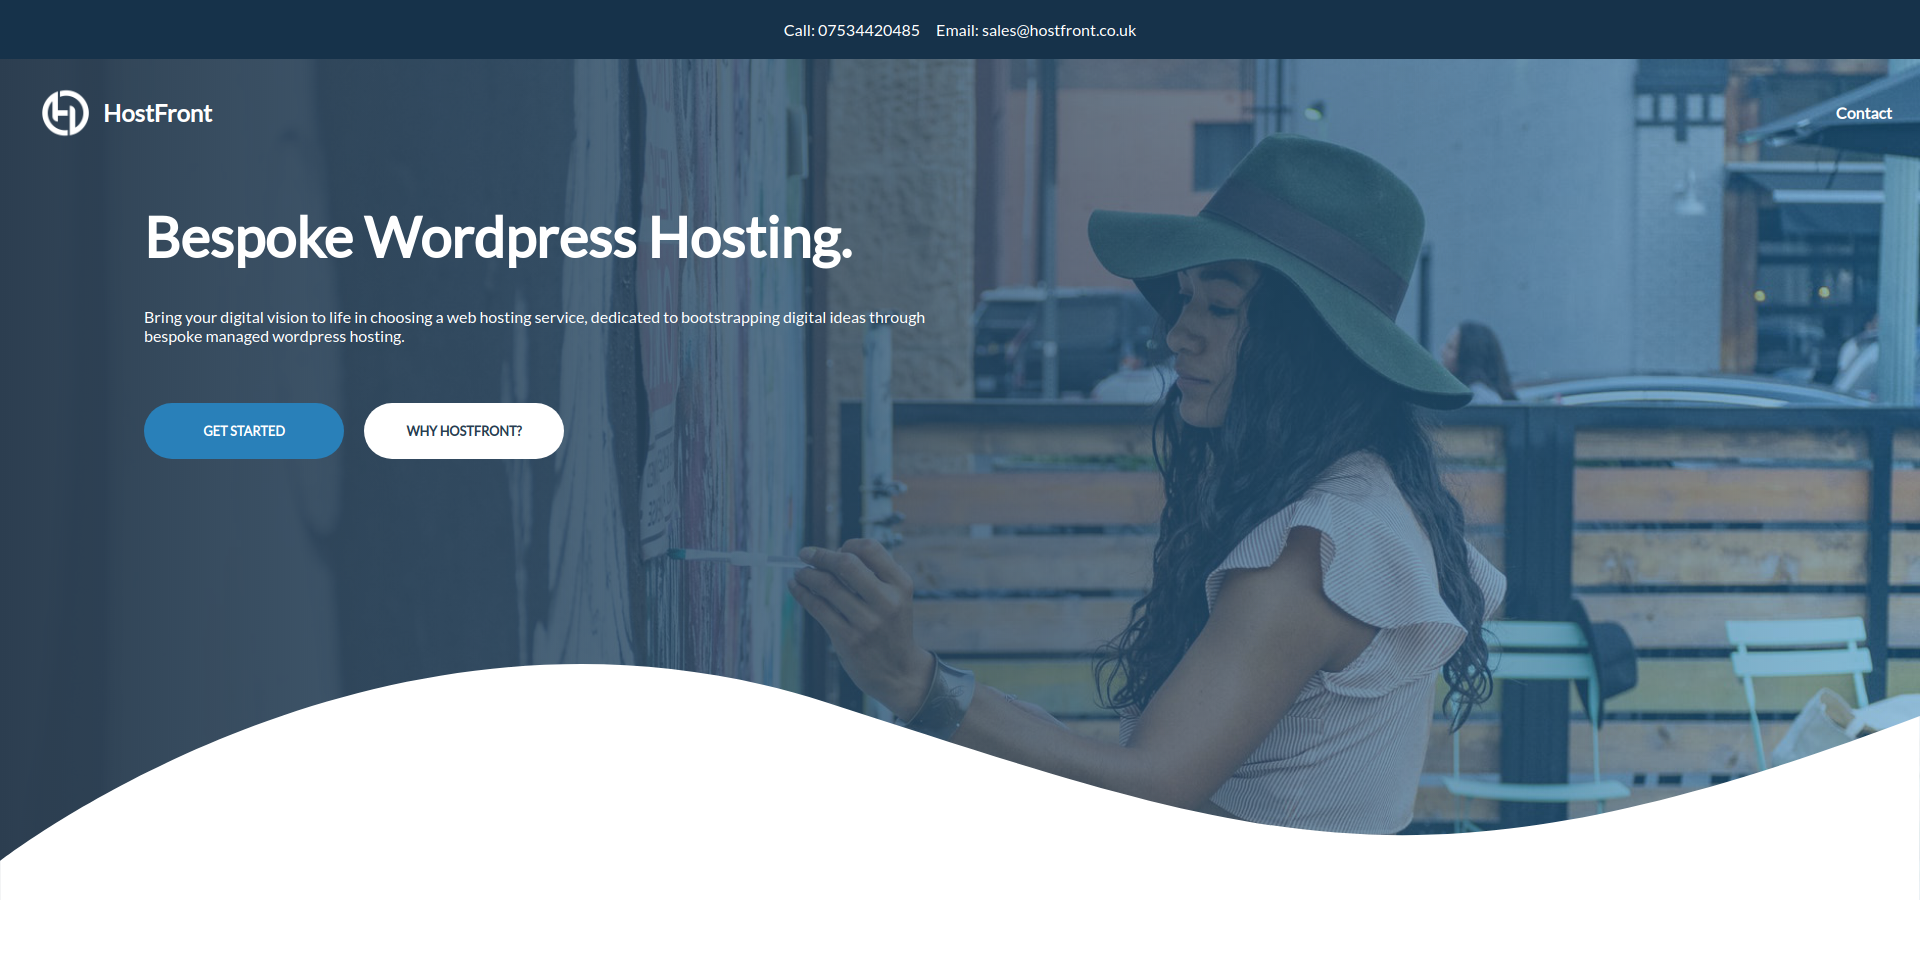 Call: 07534420485 Email: sales@hostfront.co.uk
HostFront
Contact
Bespoke Wordpress Hosting.
Bring your digital vision to life in choosing a web hosting service, dedicated to bootstrapping digital ideas through
bespoke managed wordpress hosting.
GET STARTED WHY HOSTFRONT?